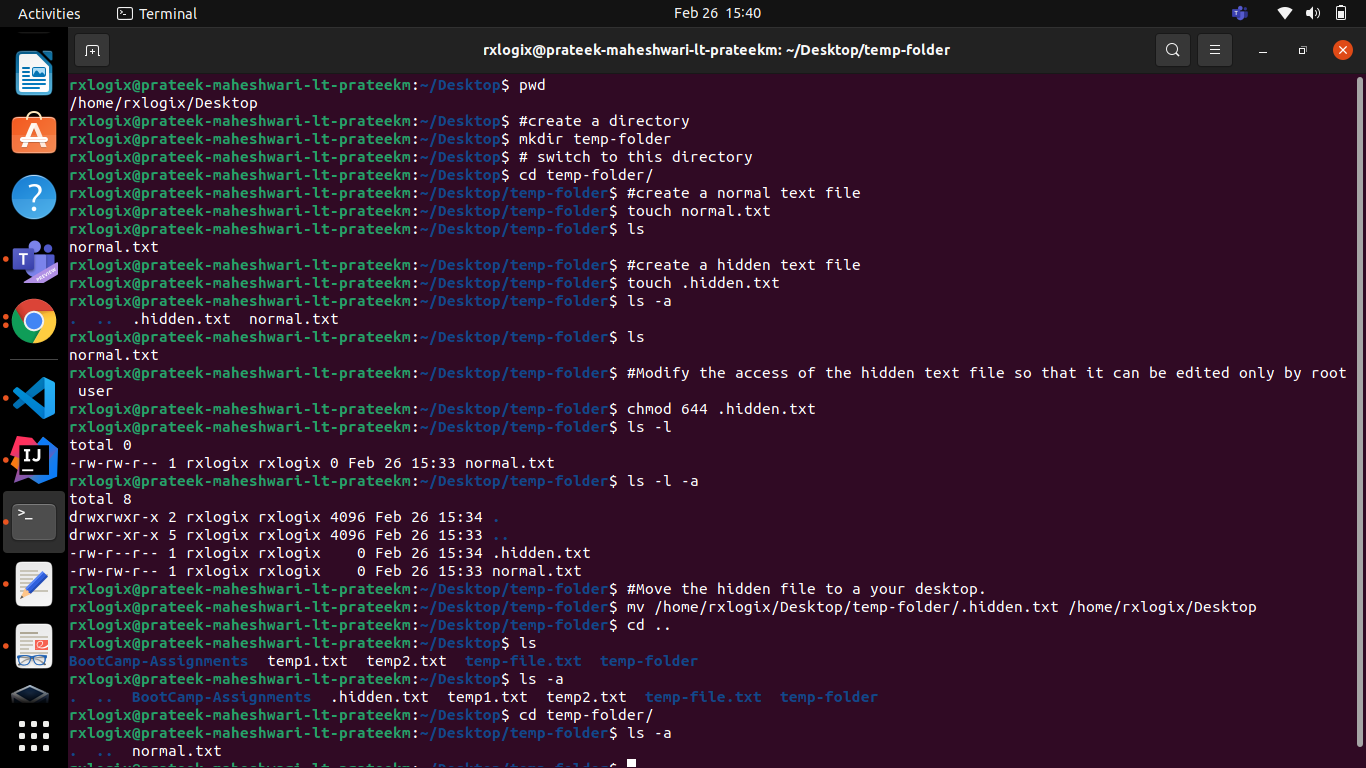 Activities
Terminal
Feb 26 15:40
rxlogix@prateek-maheshwari-lt-prateekm: ~/Desktop/temp-folder
rxlogix@prateek-maheshwari-lt-prateekm:~/Desktop$ pwd
/home/rxlogix/Desktop
rxlogix@prateek-maheshwari-lt-prateekm:~/Desktop$ #create a directory
rxlogix@prateek-maheshwari-lt-prateekm:~/Desktop$ mkdir temp-folder
rxlogix@prateek-maheshwari-lt-prateekm:~/Desktop$ # switch to this directory
rxlogix@prateek-maheshwari-lt-prateekm:~/Desktop$ cd temp-folder/
rxlogix@prateek-maheshwari-lt-prateekm:~/Desktop/temp-folder$ #create a normal text file
rxlogix@prateek-maheshwari-lt-prateekm:~/Desktop/temp-folder$ touch normal.txt
rxlogix@prateek-maheshwari-lt-prateekm:~/Desktop/temp-folder$ ls
normal.txt
rxlogix@prateek-maheshwari-lt-prateekm:~/Desktop/temp-folder$ #create a hidden text file
rxlogix@prateek-maheshwari-lt-prateekm:~/Desktop/temp-folder$ touch .hidden.txt
rxlogix@prateek-maheshwari-lt-prateekm:~/Desktop/temp-folder$ ls -a
.  ..  .hidden.txt  normal.txt
rxlogix@prateek-maheshwari-lt-prateekm:~/Desktop/temp-folder$ ls
normal.txt
rxlogix@prateek-maheshwari-lt-prateekm:~/Desktop/temp-folder$ #Modify the access of the hidden text file so that it can be edited only by root
 user
rxlogix@prateek-maheshwari-lt-prateekm:~/Desktop/temp-folder$ chmod 644 .hidden.txt
rxlogix@prateek-maheshwari-lt-prateekm:~/Desktop/temp-folder$ ls -l
total 0
-rw-rw-r-- 1 rxlogix rxlogix 0 Feb 26 15:33 normal.txt
rxlogix@prateek-maheshwari-lt-prateekm:~/Desktop/temp-folder$ ls -l -a
total 8
drwxrwxr-x 2 rxlogix rxlogix 4096 Feb 26 15:34 .
drwxr-xr-x 5 rxlogix rxlogix 4096 Feb 26 15:33 ..
-rw-r--r-- 1 rxlogix rxlogix    0 Feb 26 15:34 .hidden.txt
-rw-rw-r-- 1 rxlogix rxlogix    0 Feb 26 15:33 normal.txt
rxlogix@prateek-maheshwari-lt-prateekm:~/Desktop/temp-folder$ #Move the hidden file to a your desktop.
rxlogix@prateek-maheshwari-lt-prateekm:~/Desktop/temp-folder$ mv /home/rxlogix/Desktop/temp-folder/.hidden.txt /home/rxlogix/Desktop
rxlogix@prateek-maheshwari-lt-prateekm:~/Desktop/temp-folder$ cd ..
rxlogix@prateek-maheshwari-lt-prateekm:~/Desktop$ ls
BootCamp-Assignments  temp1.txt  temp2.txt  temp-file.txt  temp-folder
rxlogix@prateek-maheshwari-lt-prateekm:~/Desktop$ ls -a
.  ..  BootCamp-Assignments  .hidden.txt  temp1.txt  temp2.txt  temp-file.txt  temp-folder
rxlogix@prateek-maheshwari-lt-prateekm:~/Desktop$ cd temp-folder/
rxlogix@prateek-maheshwari-lt-prateekm:~/Desktop/temp-folder$ ls -a
.  ..  normal.txt
rxlogix@prateek-maheshwari-lt-prateekm:~/Desktop/temp-folder$